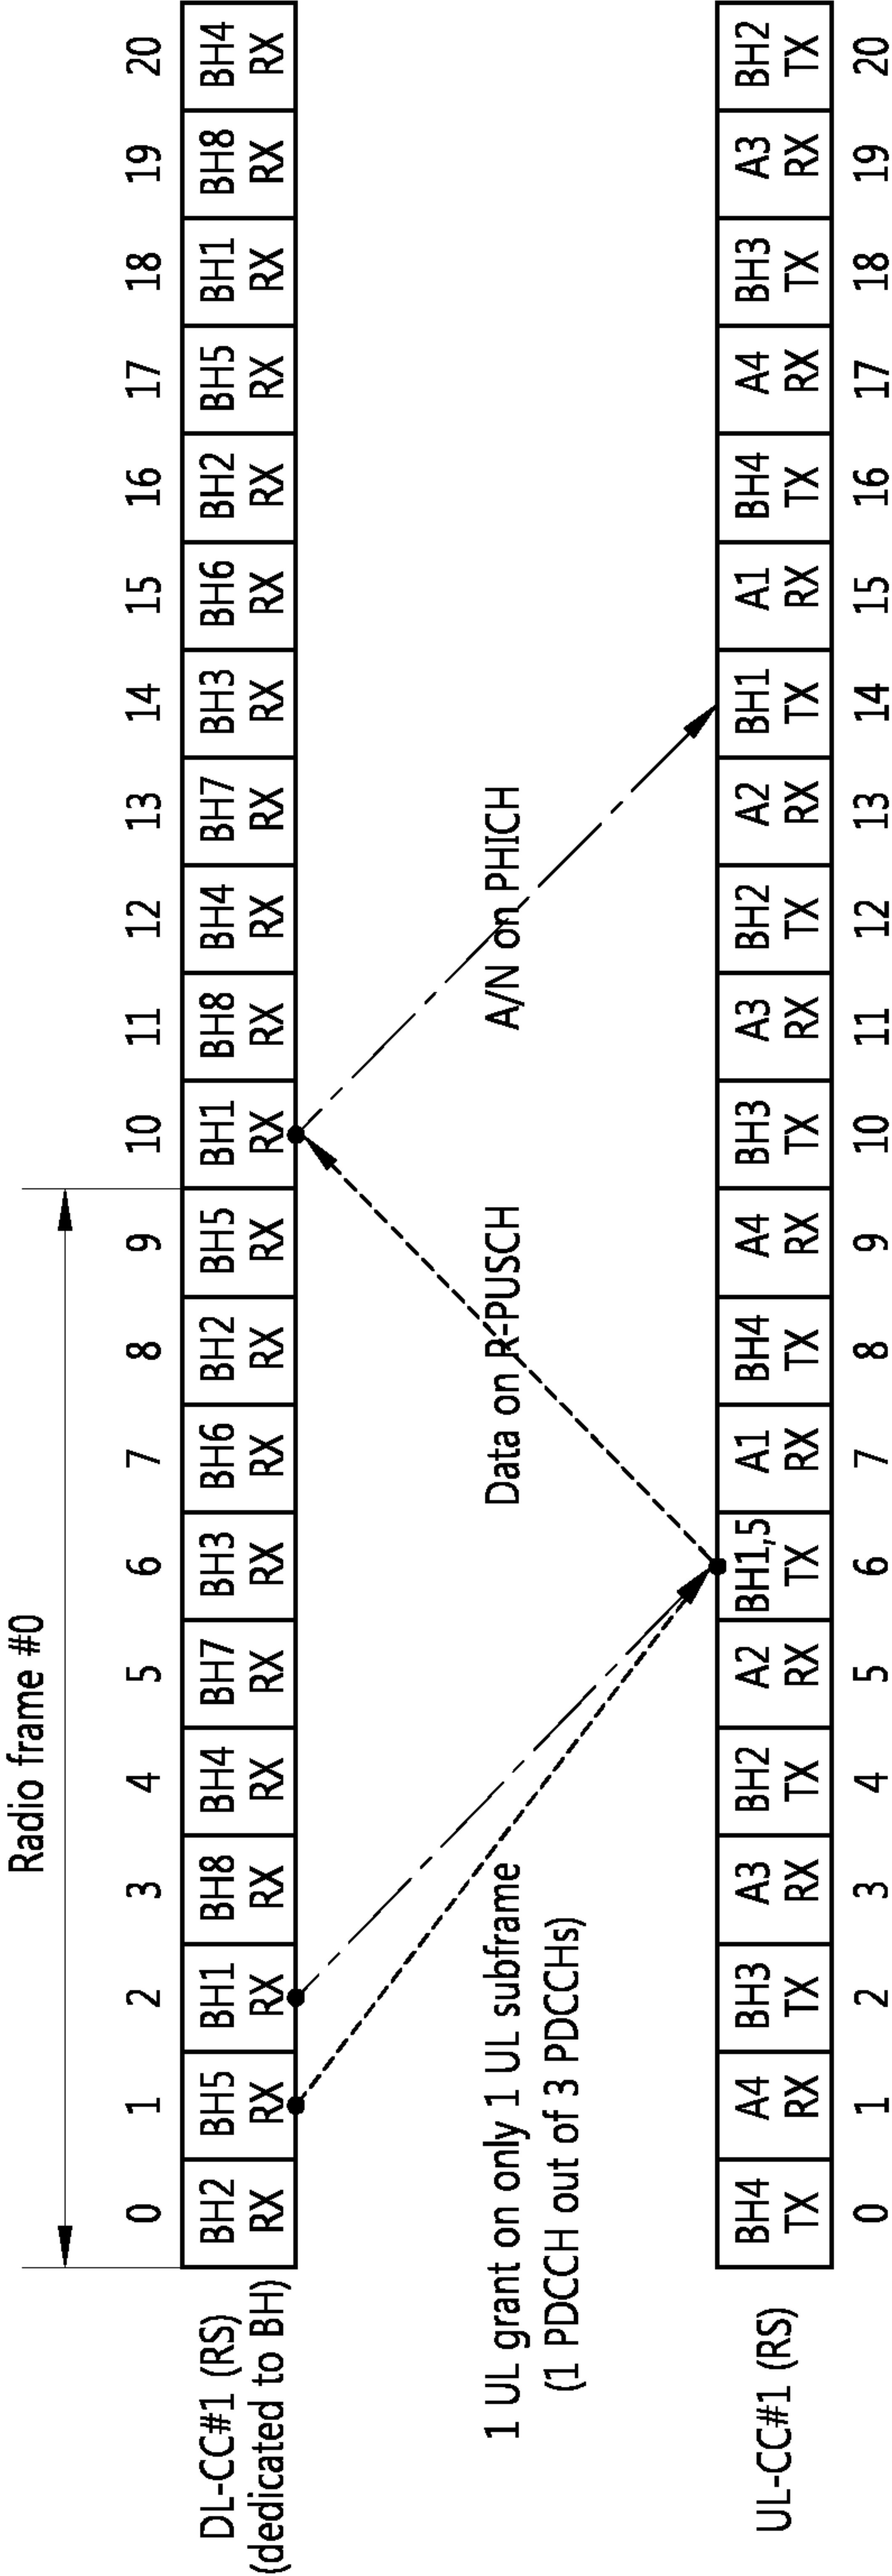 Radio frame #0
0 1 2 3 4 5 6 7 8 9 10 11 12 13 14 15 16 17 18 19 20
DL-CC#1 (RS)
(dedicated to BH)
BH2 BH5 BH1 BH8 BH4 BH7 BH3 BH6 BH2 BH5 BH1 BH8 BH4 BH7 BH3 BH6 BH2 BH5 BH1 BH8 BH4
RX RX RX RX RX RX RX RX RX RX RX RX RX RX RX RX RX RX RX RX RX
1 UL grant on only 1 UL subframe
(1 PDCCH out of 3 PDCCHs)
Data on R-PUSCH
A/N on PHICH
UL-CC#1 (RS)
BH4 A4 BH3 A3 BH2 A2 BH1,5 A1 BH4 A4 BH3 A3 BH2 A2 BH1 A1 BH4 A4 BH3 A3 BH2
TX RX TX RX TX RX TX RX TX RX TX RX TX RX TX RX TX RX TX RX TX
0 1 2 3 4 5 6 7 8 9 10 11 12 13 14 15 16 17 18 19 20